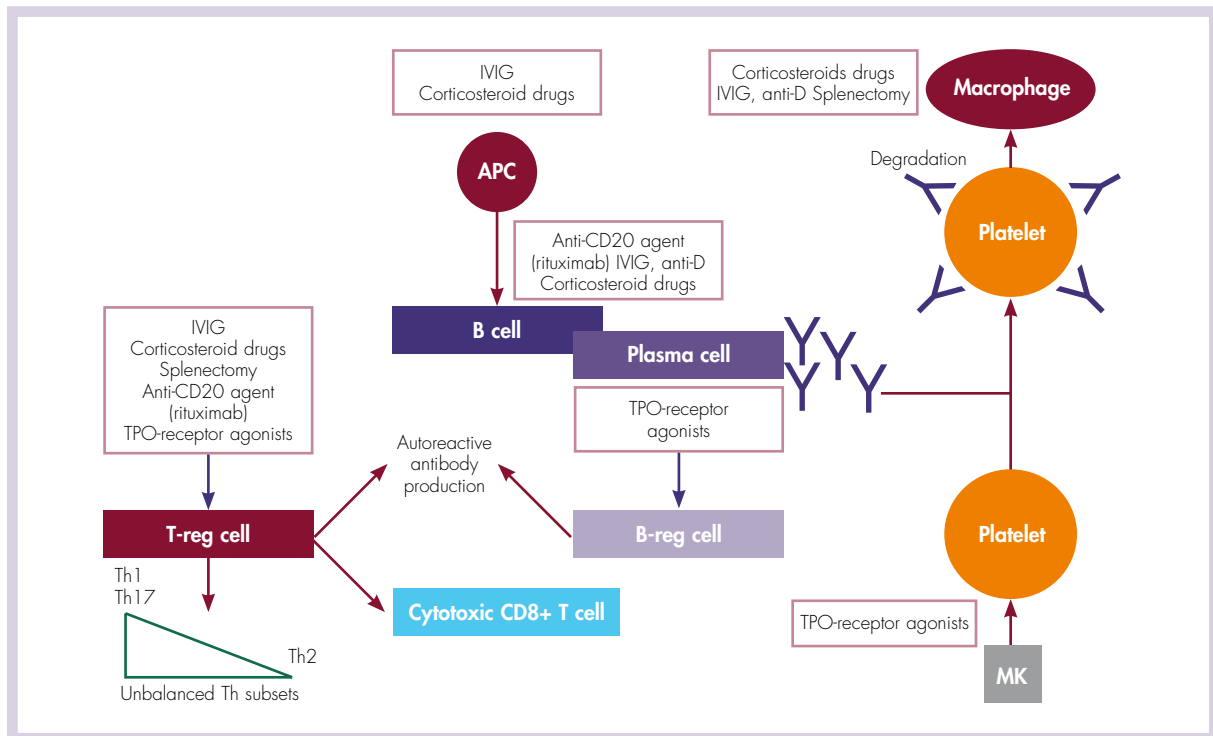 IVIG
Corticosteroid drugs
Corticosteroids drugs
IVIG, anti-D Splenectomy
Macrophage
APC
Degradation
Platelet
Anti-CD20 agent
(rituximab) IVIG, anti-D
Corticosteroid drugs
B cell
Plasma cell
IVIG
Corticosteroid drugs
Splenectomy
Anti-CD20 agent
(rituximab)
TPO-receptor agonists
TPO-receptor
agonists
Autoreactive
antibody
production
T-reg cell
B-reg cell
Platelet
Th1
Th17
Cytotoxic CD8+ T cell
TPO-receptor agonists
Th2
MK
Unbalanced Th subsets